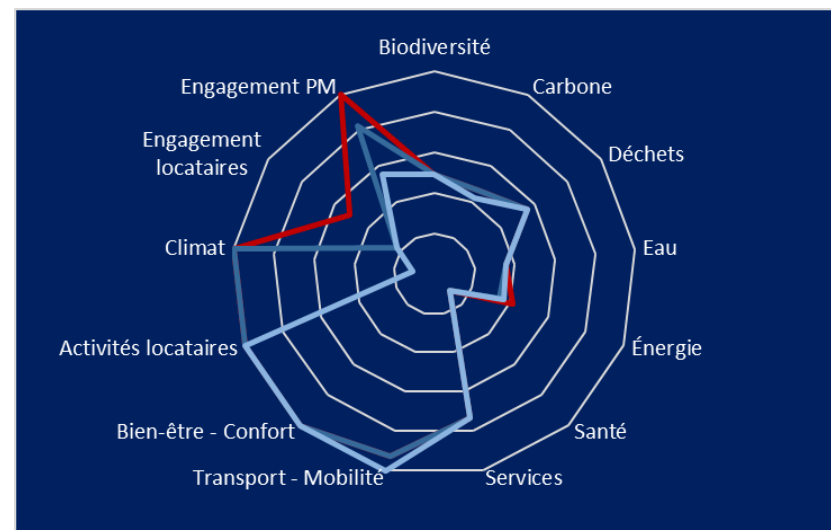 Biodiversité
Engagement PM
Carbone
Engagement
locataires
Déchets
Climat
Eau
Activités locataires
Énergie
Bien-être - Confort
Santé
Transport - Mobilité
Services